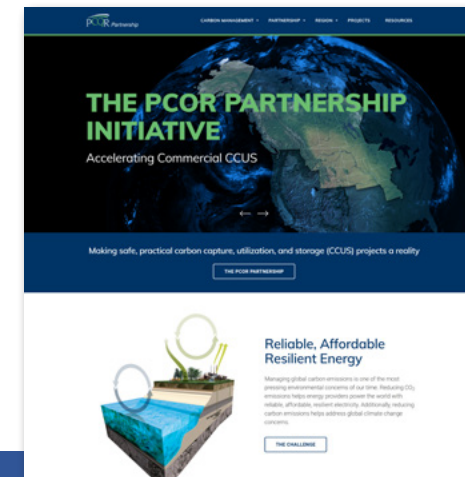 PCOR Partnership
CARBON MANAGEMENT PARTNERSHIP REGION PROJECTS RESOURCES
THE PCOR PARTNERSHIP
INITIATIVE
Accelerating Commercial CCUS
Making safe, practical carbon capture, utilization, and storage (CCUS) projects a reality
THE PCOR PARTNERSHIP
Reliable, Affordable
Resilient Energy
Managing global carbon emissions is one of the most
pressing environmental concerns of our time. Reducing CO₂
emissions helps energy providers power the world with
reliable, affordable, resilient electricity. Additionally, reducing
carbon emissions helps address global climate change
concerns.
THE CHALLENGE